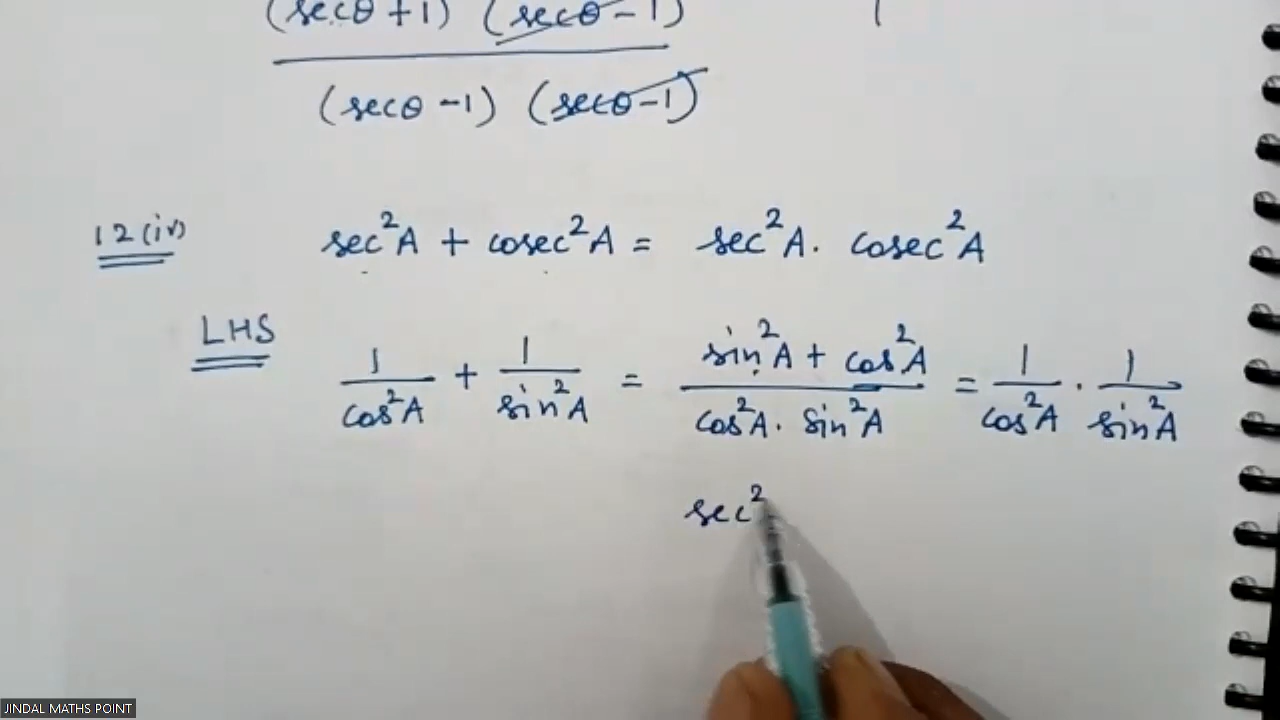 (secθ + 1) (secθ - 1)
(secθ - 1) (secθ - 1)
12(iv) sec²A + cosec²A = sec²A. cosec²A
LHS
1/cos²A + 1/sin²A = sin²A + cos²A/cos²A. sin²A = 1/cos²A . 1/sin²A
sec²
JINDAL MATHS POINT